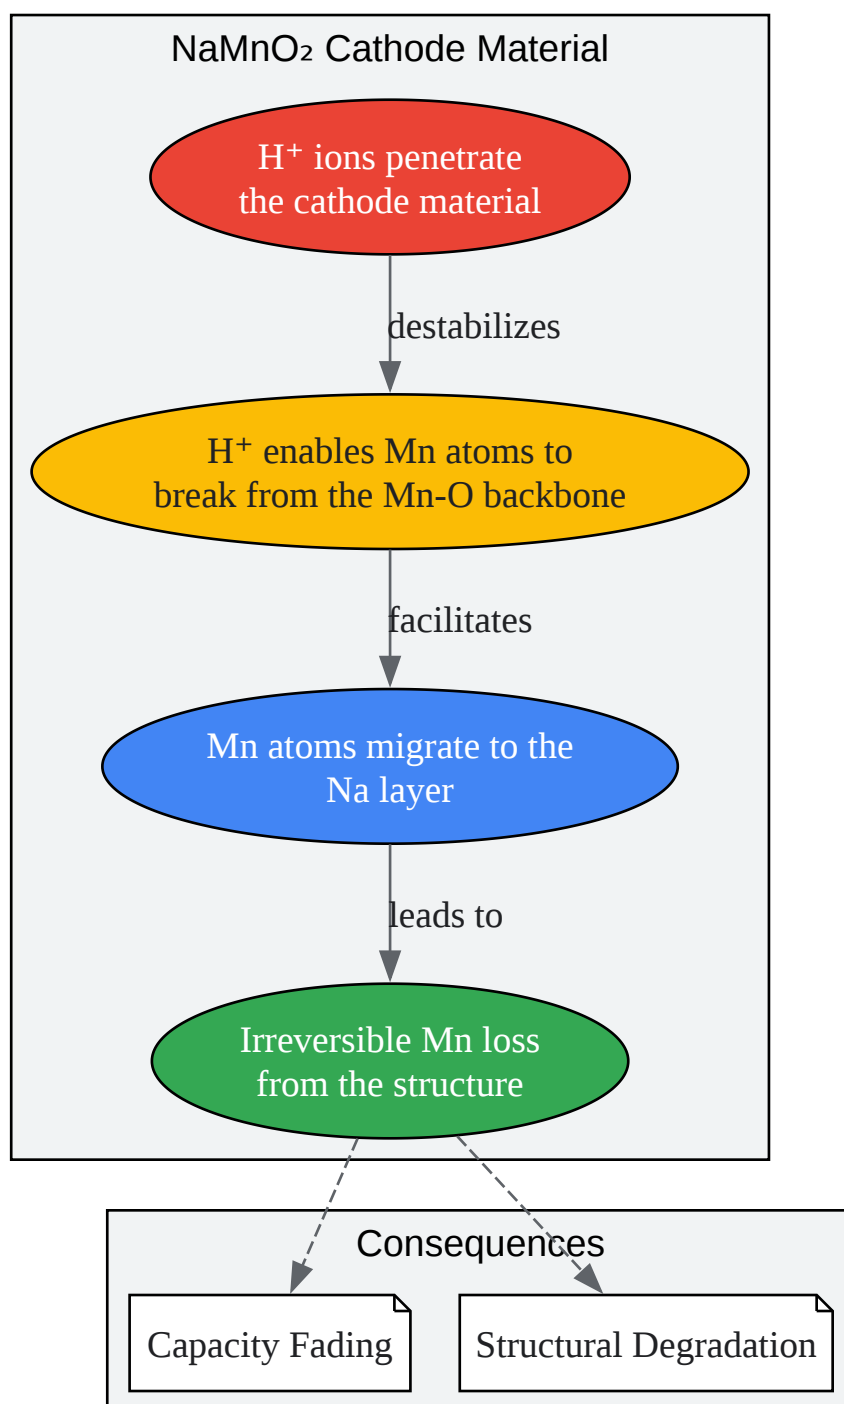 NaMnO₂ Cathode Material
H⁺ ions penetrate
the cathode material
destabilizes
H⁺ enables Mn atoms to
break from the Mn-O backbone
facilitates
Mn atoms migrate to the
Na layer
leads to
Irreversible Mn loss
from the structure
Consequences
Capacity Fading
Structural Degradation